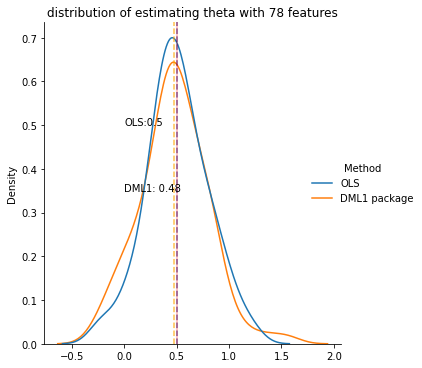 distribution of estimating theta with 78 features
0.7
0.6
0.5
0.4
0.3
0.2
0.1
0.0
Density
OLS:0.5
DML1: 0.48
Method
OLS
DML1 package
−0.5 0.0 0.5 1.0 1.5 2.0